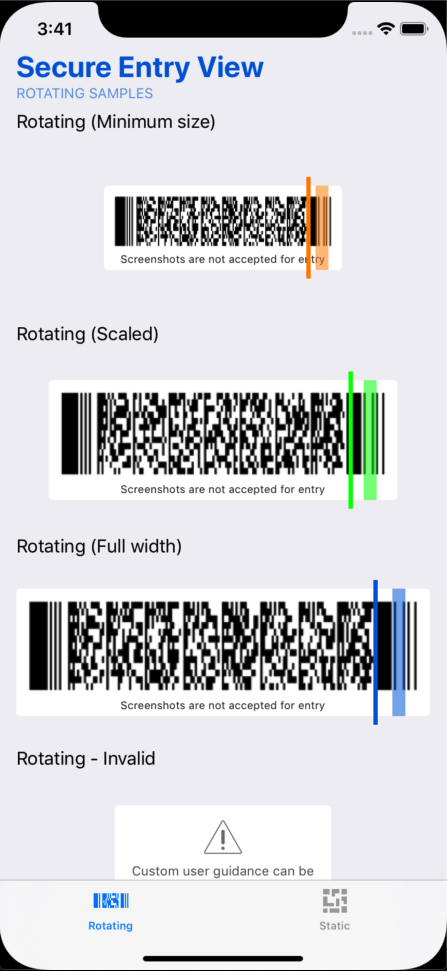 3:41
Secure Entry View
ROTATING SAMPLES
Rotating (Minimum size)
Screenshots are not accepted for entry
Rotating (Scaled)
Screenshots are not accepted for entry
Rotating (Full width)
Screenshots are not accepted for entry
Rotating - Invalid
Custom user guidance can be
Rotating
Static